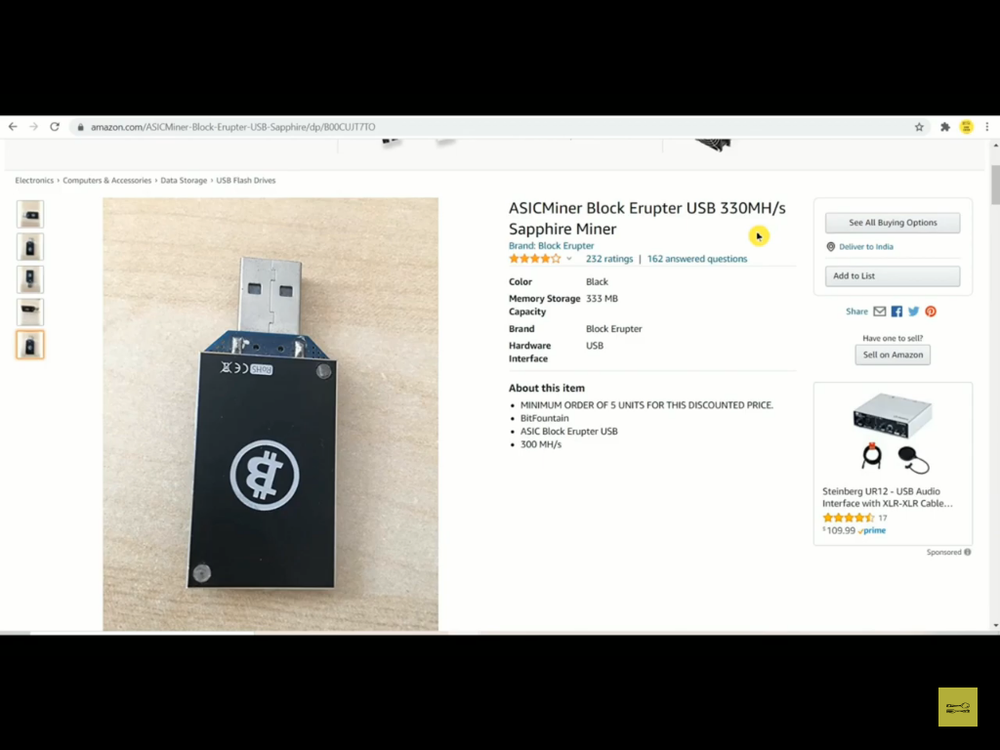 amazon.com/ASICMiner-Block-Erupter-USB-Sapphire/dp/B00CUJT7TO
Electronics › Computers & Accessories › Data Storage › USB Flash Drives
ASICMiner Block Erupter USB 330MH/s
Sapphire Miner
Brand: Block Erupter
232 ratings | 162 answered questions
Color Black
Memory Storage 333 MB
Capacity
Brand Block Erupter
Hardware USB
Interface
About this item
• MINIMUM ORDER OF 5 UNITS FOR THIS DISCOUNTED PRICE.
• BitFountain
• ASIC Block Erupter USB
• 300 MH/s
See All Buying Options
Deliver to India
Add to List
Share
Have one to sell?
Sell on Amazon
Steinberg UR12 - USB Audio
Interface with XLR-XLR Cable...
17
$109.99 prime
Sponsored
RoHS CE